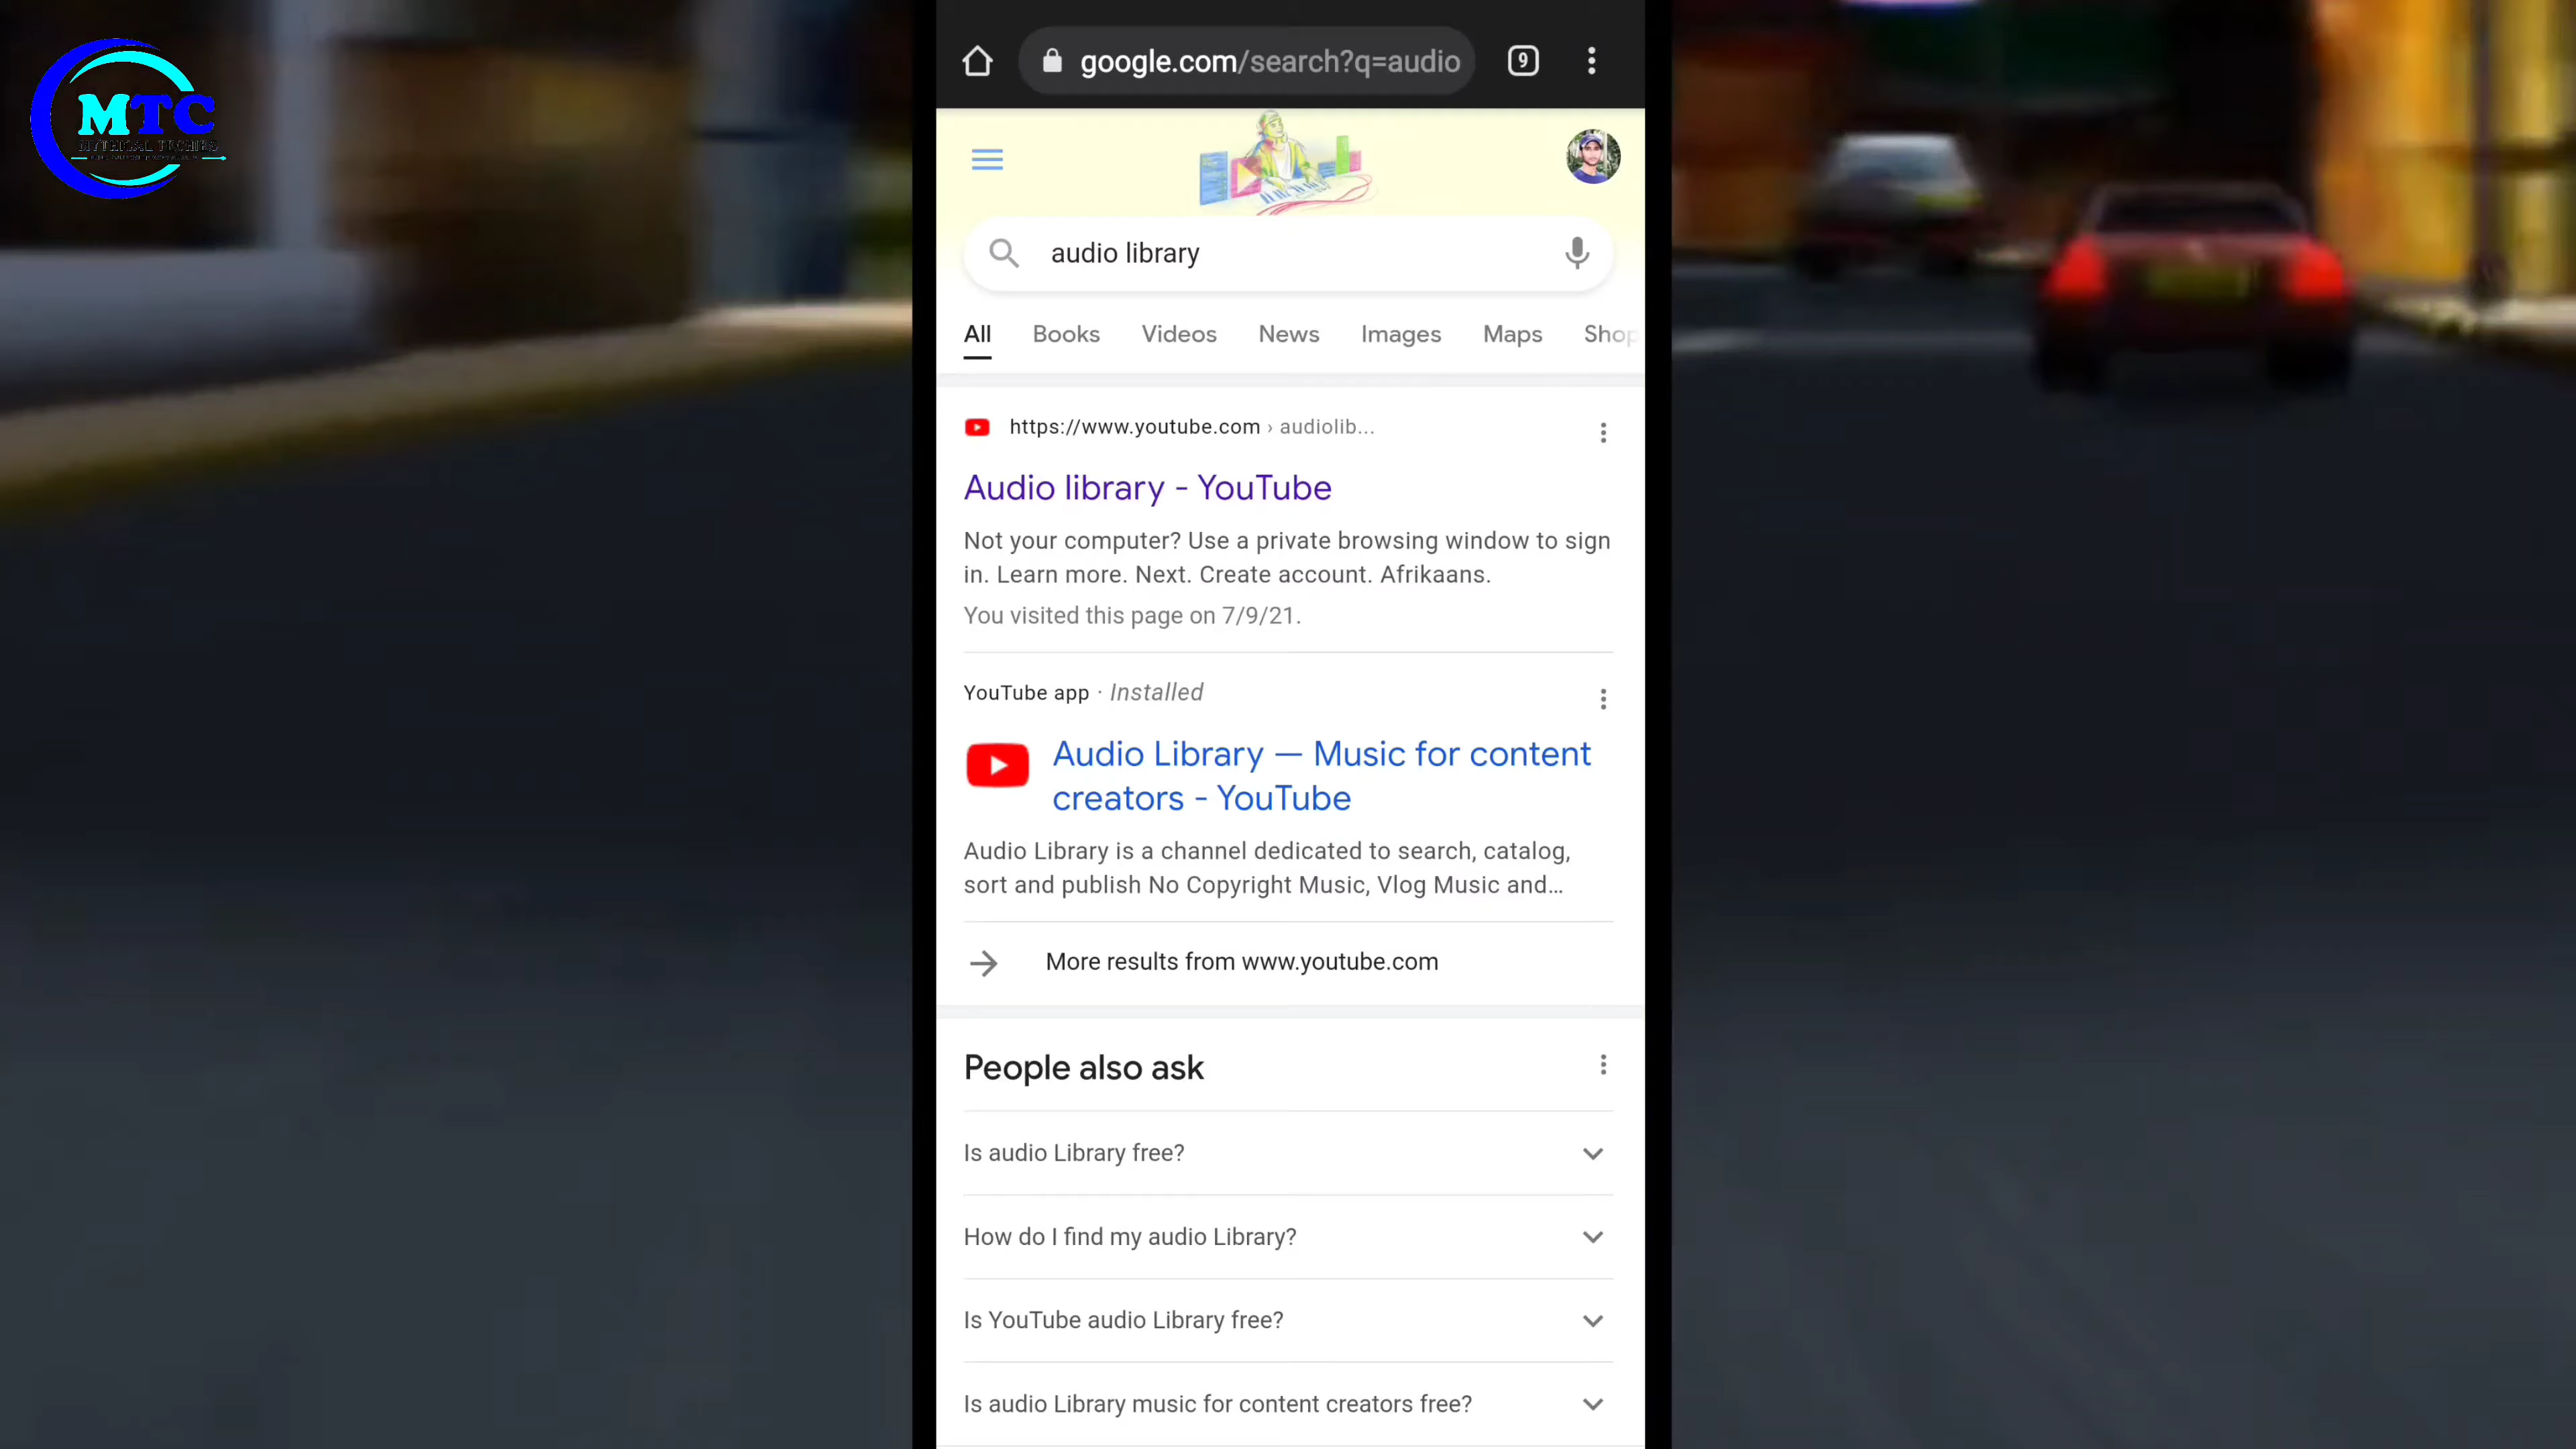 MTC
MYTHICAL TECHIES
google.com/search?q=audio
9
audio library
All Books Videos News Images Maps Shop
https://www.youtube.com › audiolib...
Audio library - YouTube
Not your computer? Use a private browsing window to sign
in. Learn more. Next. Create account. Afrikaans.
You visited this page on 7/9/21.
YouTube app · Installed
Audio Library — Music for content
creators - YouTube
Audio Library is a channel dedicated to search, catalog,
sort and publish No Copyright Music, Vlog Music and...
More results from www.youtube.com
People also ask
Is audio Library free?
How do I find my audio Library?
Is YouTube audio Library free?
Is audio Library music for content creators free?